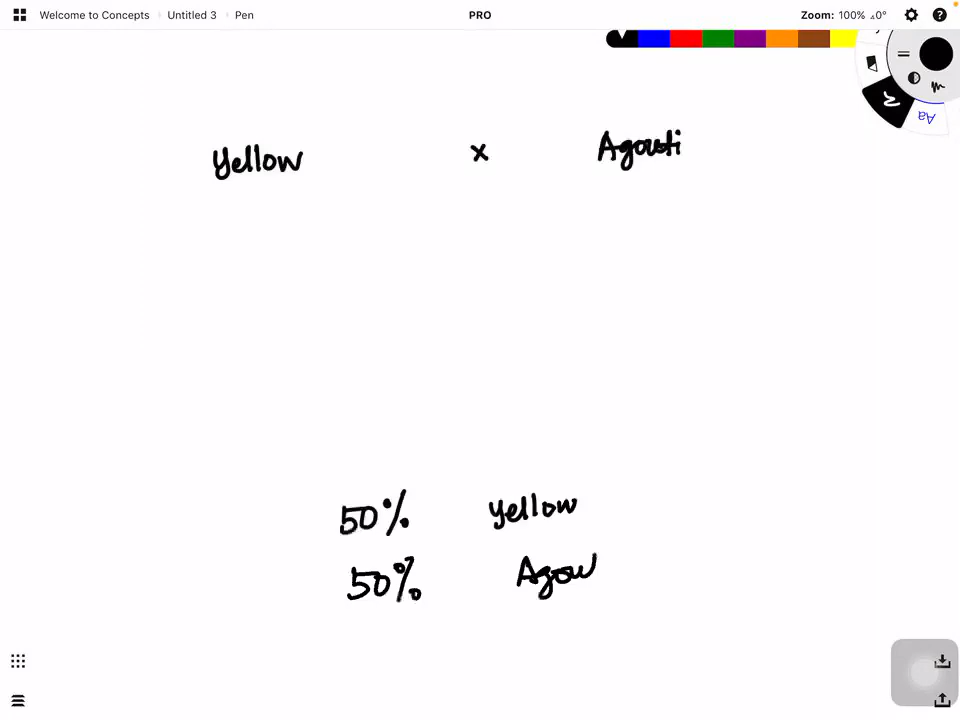 Welcome to Concepts › Untitled 3 › Pen
PRO
Zoom: 100% ⊿0°
Aa
Yellow x Agouti
50% yellow
50% Agou